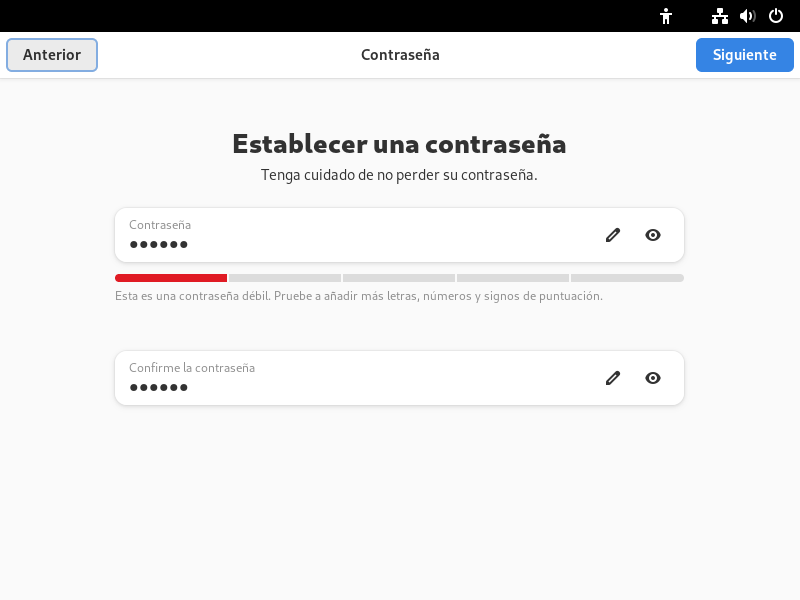 Anterior
Contraseña
Siguiente
Establecer una contraseña
Tenga cuidado de no perder su contraseña.
Contraseña
●●●●●●
Esta es una contraseña débil. Pruebe a añadir más letras, números y signos de puntuación.
Confirme la contraseña
●●●●●●